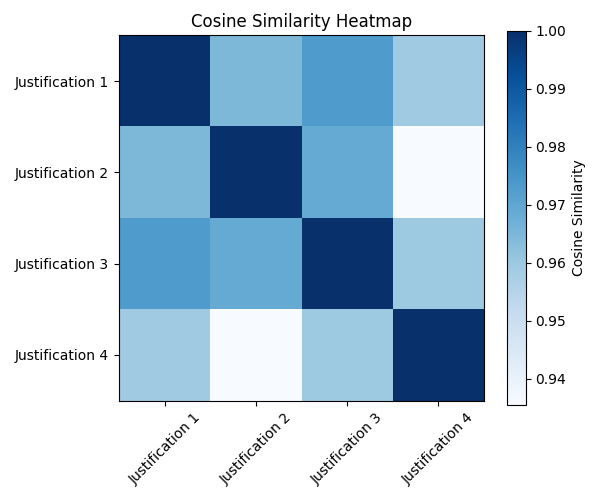 Cosine Similarity Heatmap
Justification 1
Justification 2
Justification 3
Justification 4
Justification 1
Justification 2
Justification 3
Justification 4
1.00
0.99
0.98
0.97
0.96
0.95
0.94
Cosine Similarity